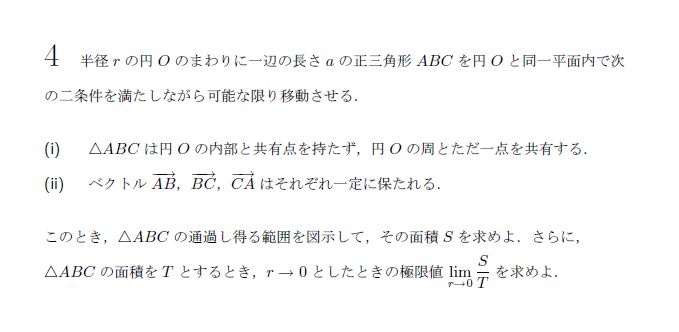 4 半径 r の円 O のまわりに一辺の長さ a の正三角形 ABC を円 O と同一平面内で次
の二条件を満たしながら可能な限り移動させる.
(i) △ABC は円 O の内部と共有点を持たず，円 O の周とただ一点を共有する.
(ii) ベクトル $\overrightarrow{AB}$，$\overrightarrow{BC}$，$\overrightarrow{CA}$ はそれぞれ一定に保たれる.
このとき，△ABC の通過し得る範囲を図示して，その面積 S を求めよ．さらに，
△ABC の面積を T とするとき，r → 0 としたときの極限値 $\lim_{r \to 0} \frac{S}{T}$ を求めよ．